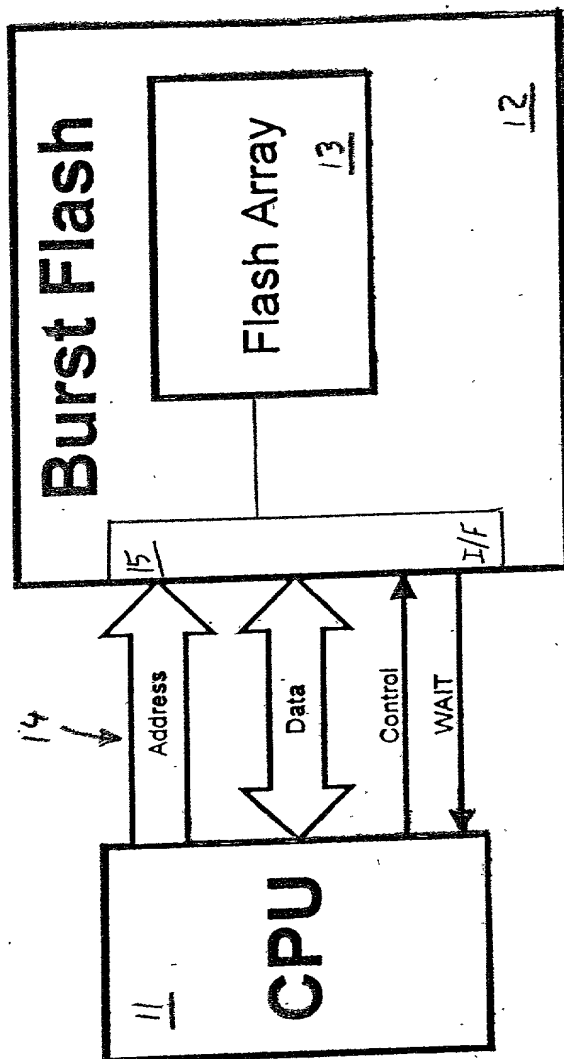 Burst Flash
Flash Array
13
12
15
I/F
14
Address
Data
Control
WAIT
11
CPU